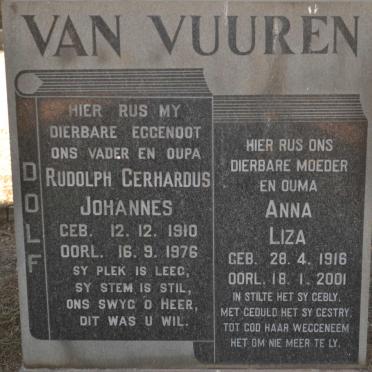 VAN VUUREN
DOLF
HIER RUS MY
DIERBARE EGGENOOT
ONS VADER EN OUPA
RUDOLPH GERHARDUS
JOHANNES
GEB. 12. 12. 1910
OORL. 16. 9. 1976
SY PLEK IS LEEG,
SY STEM IS STIL,
ONS SWYG O HEER,
DIT WAS U WIL.
HIER RUS ONS
DIERBARE MOEDER
EN OUMA
ANNA
LIZA
GEB. 28. 4. 1916
OORL. 18. 1. 2001
IN STILTE HET SY GEBLY.
MET GEDULD HET SY GESTRY.
TOT GOD HAAR WEGGENEEM
HET OM NIE MEER TE LY.